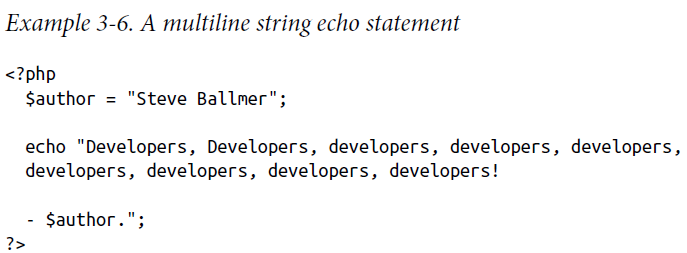 Example 3-6. A multiline string echo statement
<?php
$author = "Steve Ballmer";
echo "Developers, Developers, developers, developers, developers,
developers, developers, developers, developers!
- $author.";
?>